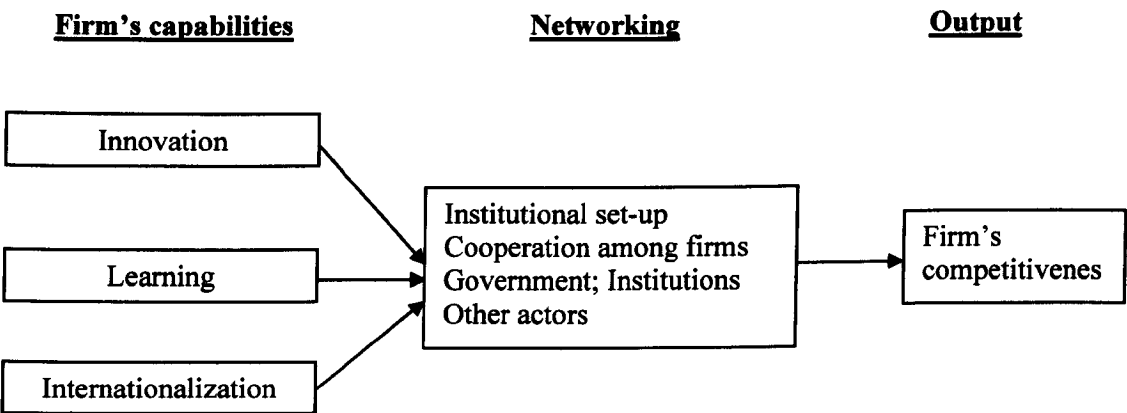 Firm's capabilities
Networking
Output
Innovation
Learning
Internationalization
Institutional set-up
Cooperation among firms
Government; Institutions
Other actors
Firm's
competitivenes